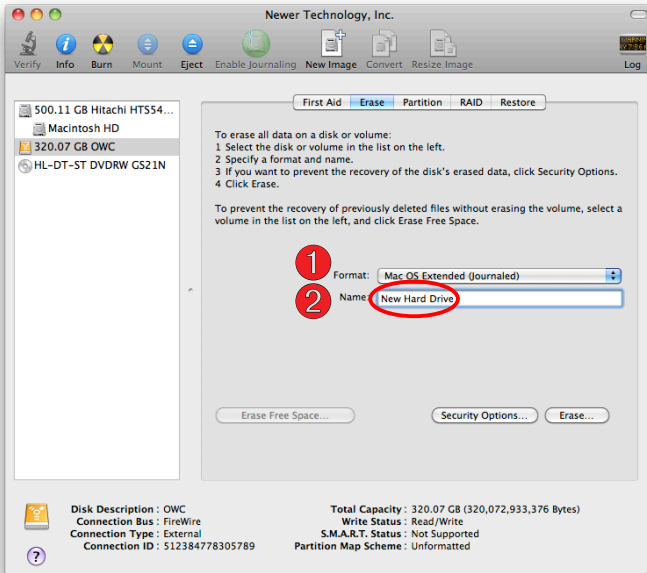 Newer Technology, Inc.
Verify Info Burn Mount Eject Enable Journaling New Image Convert Resize Image Log
500.11 GB Hitachi HTS54...
Macintosh HD
320.07 GB OWC
HL-DT-ST DVDRW GS21N
First Aid Erase Partition RAID Restore
To erase all data on a disk or volume:
1 Select the disk or volume in the list on the left.
2 Specify a format and name.
3 If you want to prevent the recovery of the disk's erased data, click Security Options.
4 Click Erase.
To prevent the recovery of previously deleted files without erasing the volume, select a
volume in the list on the left, and click Erase Free Space.
1
Format: Mac OS Extended (Journaled)
2
Name: New Hard Drive
Erase Free Space... Security Options... Erase...
Disk Description : OWC
Connection Bus : FireWire
Connection Type : External
Connection ID : 512384778305789
Total Capacity : 320.07 GB (320,072,933,376 Bytes)
Write Status : Read/Write
S.M.A.R.T. Status : Not Supported
Partition Map Scheme : Unformatted
?